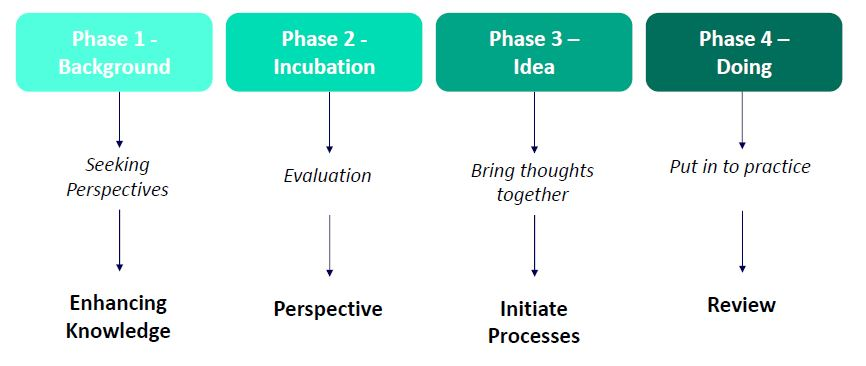 Phase 1 -
Background
Phase 2 -
Incubation
Phase 3 –
Idea
Phase 4 –
Doing
Seeking
Perspectives
Evaluation
Bring thoughts
together
Put in to practice
Enhancing
Knowledge
Perspective
Initiate
Processes
Review